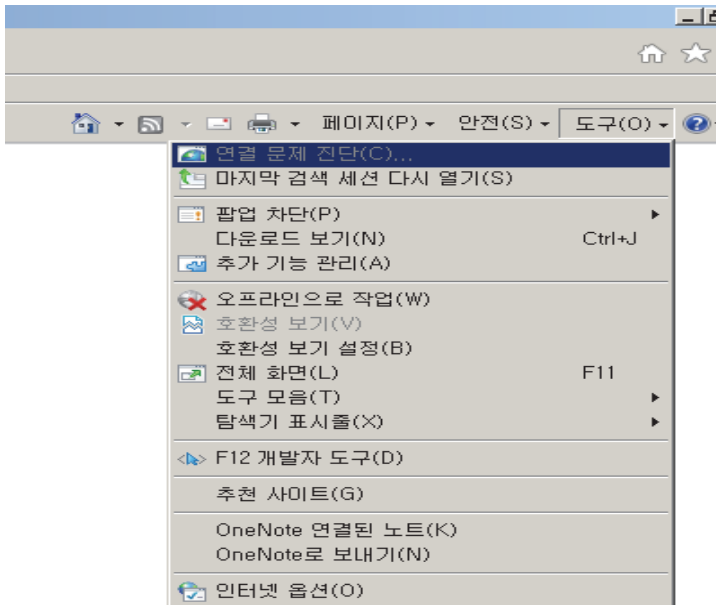 페이지(P) 안전(S) 도구(O)
연결 문제 진단(C)...
마지막 검색 세션 다시 열기(S)
팝업 차단(P)
다운로드 보기(N) Ctrl+J
추가 기능 관리(A)
오프라인으로 작업(W)
호환성 보기(V)
호환성 보기 설정(B)
전체 화면(L) F11
도구 모음(T)
탐색기 표시줄(X)
F12 개발자 도구(D)
추천 사이트(G)
OneNote 연결된 노트(K)
OneNote로 보내기(N)
인터넷 옵션(O)